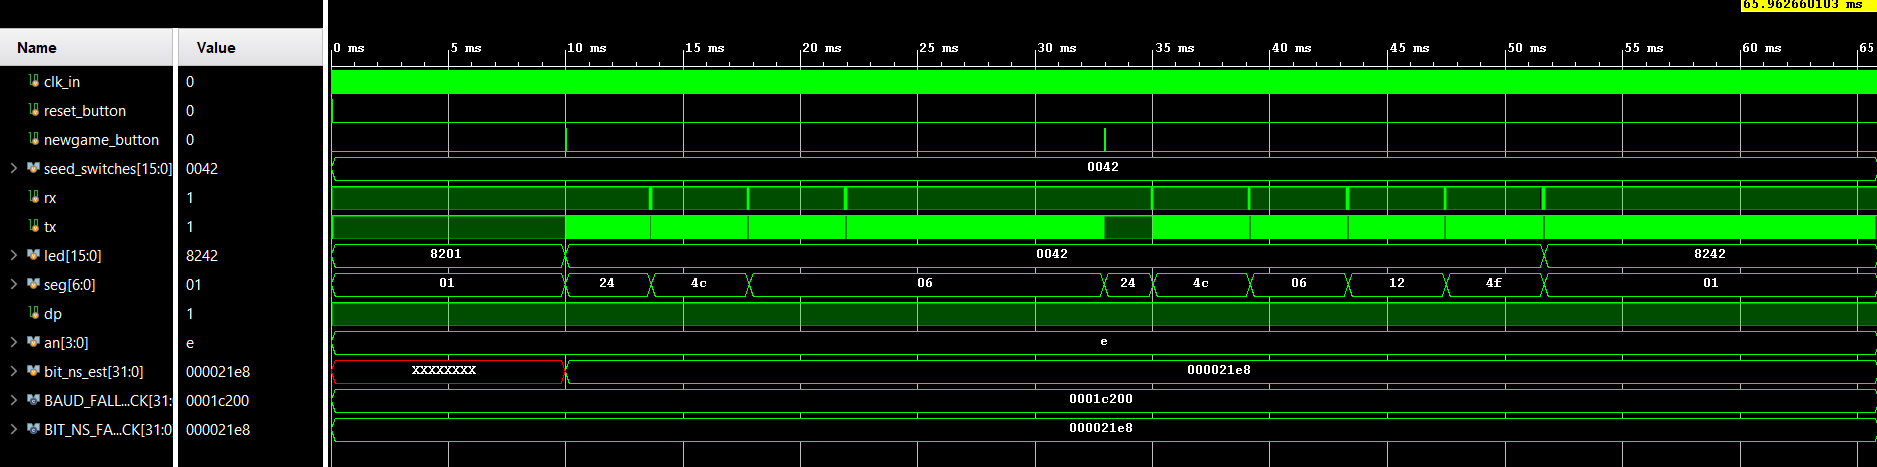 65.962660103 ms
Name Value
0 ms 5 ms 10 ms 15 ms 20 ms 25 ms 30 ms 35 ms 40 ms 45 ms 50 ms 55 ms 60 ms 65
clk_in 0
reset_button 0
newgame_button 0
seed_switches[15:0] 0042 0042
rx 1
tx 1
led[15:0] 8242 8201 0042 8242
seg[6:0] 01 01 24 4c 06 24 4c 06 12 4f 01
dp 1
an[3:0] e e
bit_ns_est[31:0] 000021e8 XXXXXXXX 000021e8
BAUD_FALL...CK[31:0 0001c200 0001c200
BIT_NS_FA...CK[31:0 000021e8 000021e8